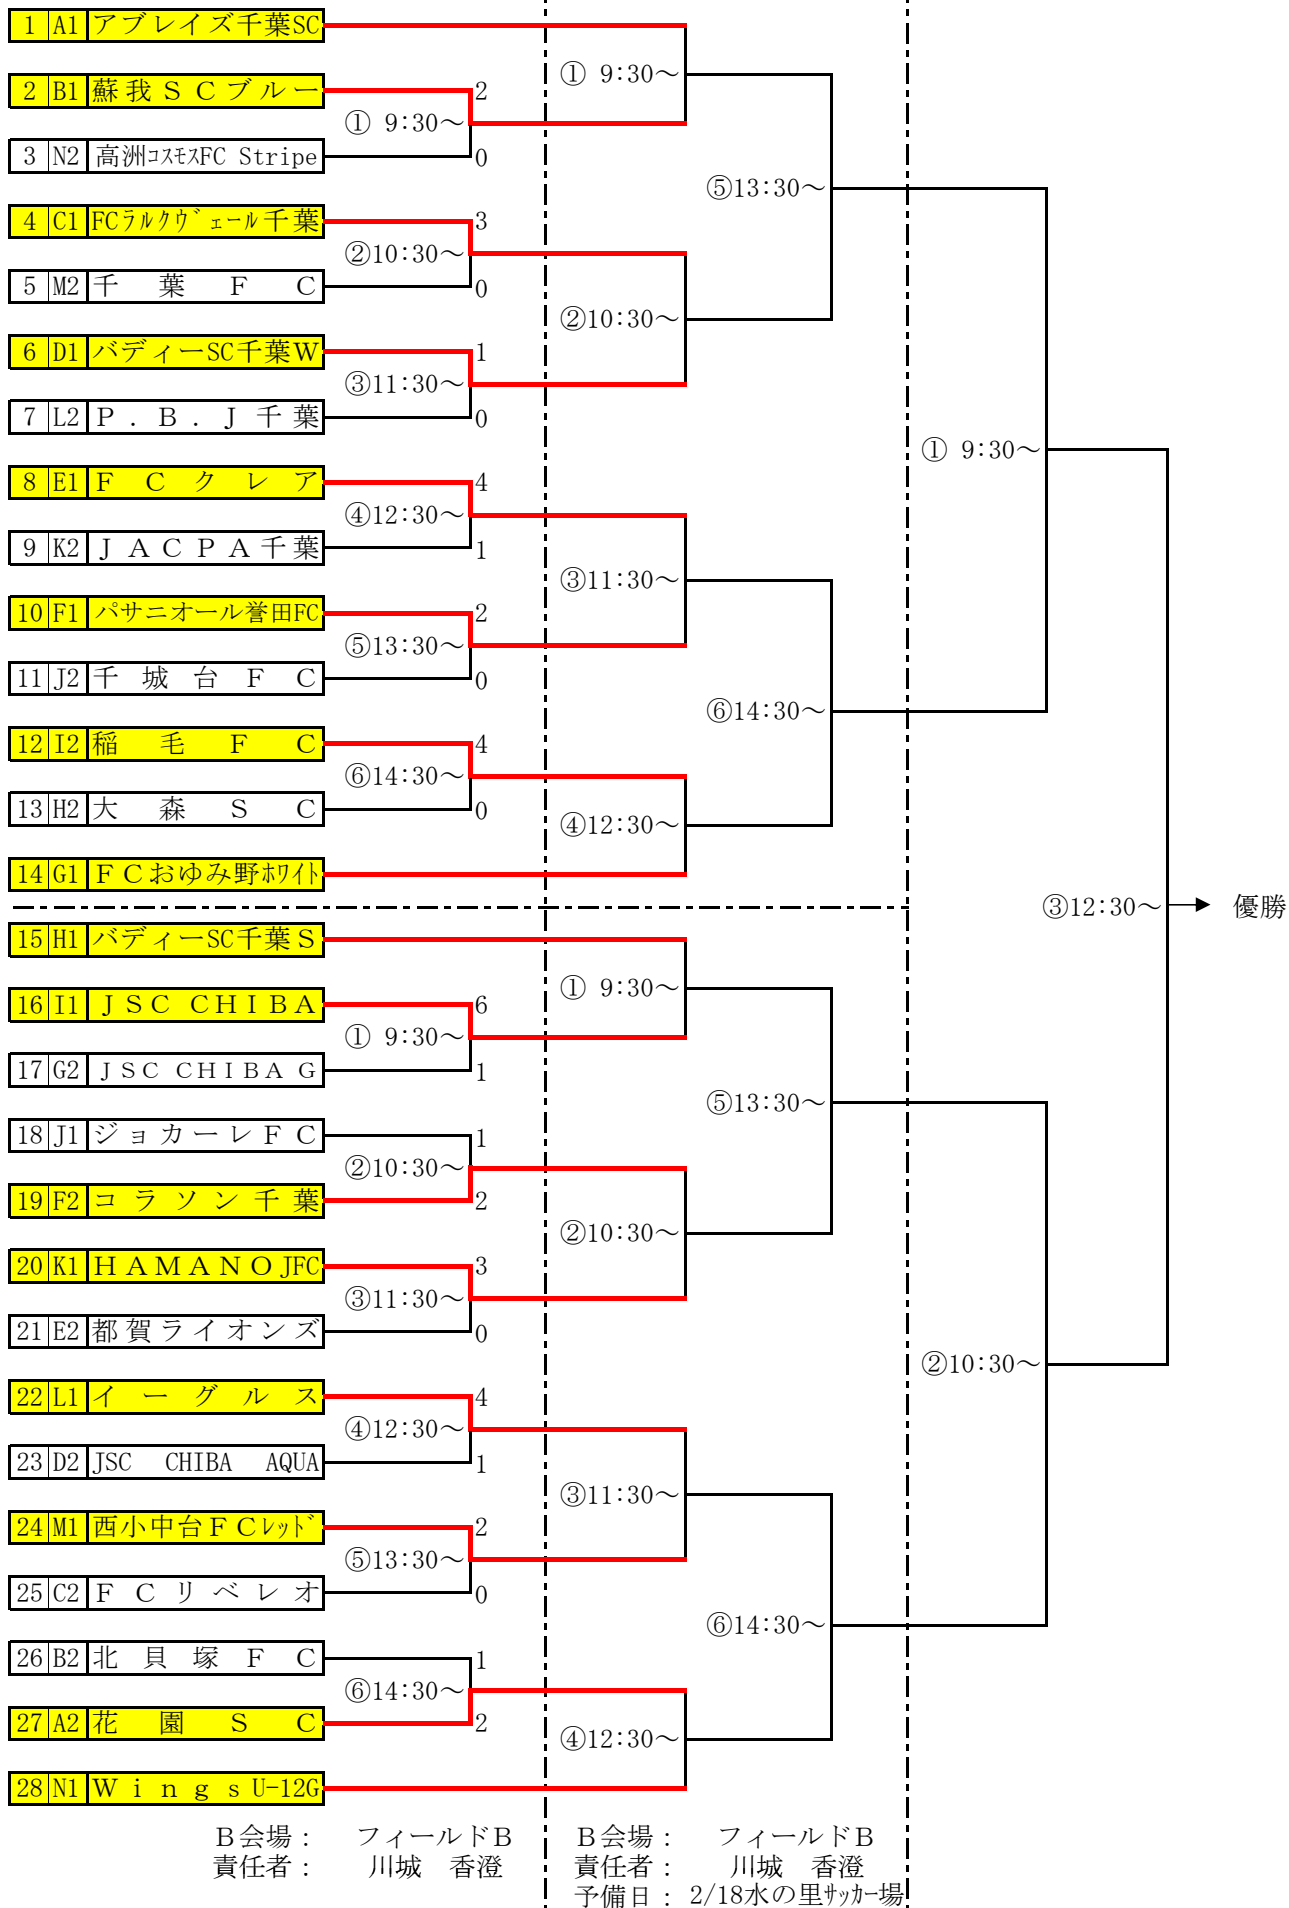 1 A1 アブレイズ千葉SC
① 9:30～
2 B1 蘇我ＳＣブルー 2
① 9:30～
3 N2 高洲ｺｽﾓｽFC Stripe 0
⑤13:30～
4 C1 FCﾗﾙｸｳﾞｪｰﾙ千葉 3
②10:30～
5 M2 千葉ＦＣ 0
②10:30～
6 D1 バディーSC千葉Ｗ 1
③11:30～
7 L2 Ｐ．Ｂ．Ｊ千葉 0
① 9:30～
8 E1 ＦＣクレア 4
④12:30～
9 K2 ＪＡＣＰＡ千葉 1
③11:30～
10 F1 パサニオール誉田FC 2
⑤13:30～
11 J2 千城台ＦＣ 0
⑥14:30～
12 I2 稲毛ＦＣ 4
⑥14:30～
13 H2 大森ＳＣ 0
④12:30～
14 G1 ＦＣおゆみ野ﾎﾜｲﾄ
③12:30～ 優勝
15 H1 バディーSC千葉Ｓ
① 9:30～
16 I1 ＪＳＣ ＣＨＩＢＡ 6
① 9:30～
17 G2 ＪＳＣ ＣＨＩＢＡ Ｇ 1
⑤13:30～
18 J1 ジョカーレＦＣ 1
②10:30～
19 F2 コラソン千葉 2
②10:30～
20 K1 ＨＡＭＡＮＯJFC 3
③11:30～
21 E2 都賀ライオンズ 0
②10:30～
22 L1 イーグルス 4
④12:30～
23 D2 JSC CHIBA AQUA 1
③11:30～
24 M1 西小中台ＦＣﾚｯﾄﾞ 2
⑤13:30～
25 C2 ＦＣリベレオ 0
⑥14:30～
26 B2 北貝塚ＦＣ 1
⑥14:30～
27 A2 花園ＳＣ 2
④12:30～
28 N1 ＷｉｎｇｓU-12G
Ｂ会場： フィールドＢ Ｂ会場： フィールドＢ
責任者： 川城　香澄 責任者： 川城　香澄
予備日： 2/18水の里ｻｯｶｰ場